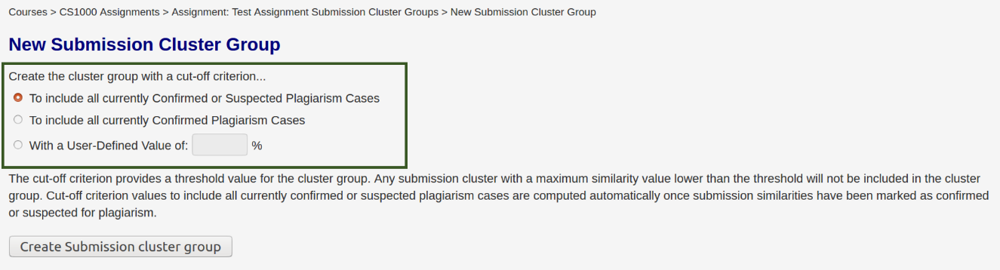 Courses > CS1000 Assignments > Assignment: Test Assignment Submission Cluster Groups > New Submission Cluster Group
New Submission Cluster Group
Create the cluster group with a cut-off criterion...
To include all currently Confirmed or Suspected Plagiarism Cases
To include all currently Confirmed Plagiarism Cases
With a User-Defined Value of: %
The cut-off criterion provides a threshold value for the cluster group. Any submission cluster with a maximum similarity value lower than the threshold will not be included in the cluster
group. Cut-off criterion values to include all currently confirmed or suspected plagiarism cases are computed automatically once submission similarities have been marked as confirmed
or suspected for plagiarism.
Create Submission cluster group